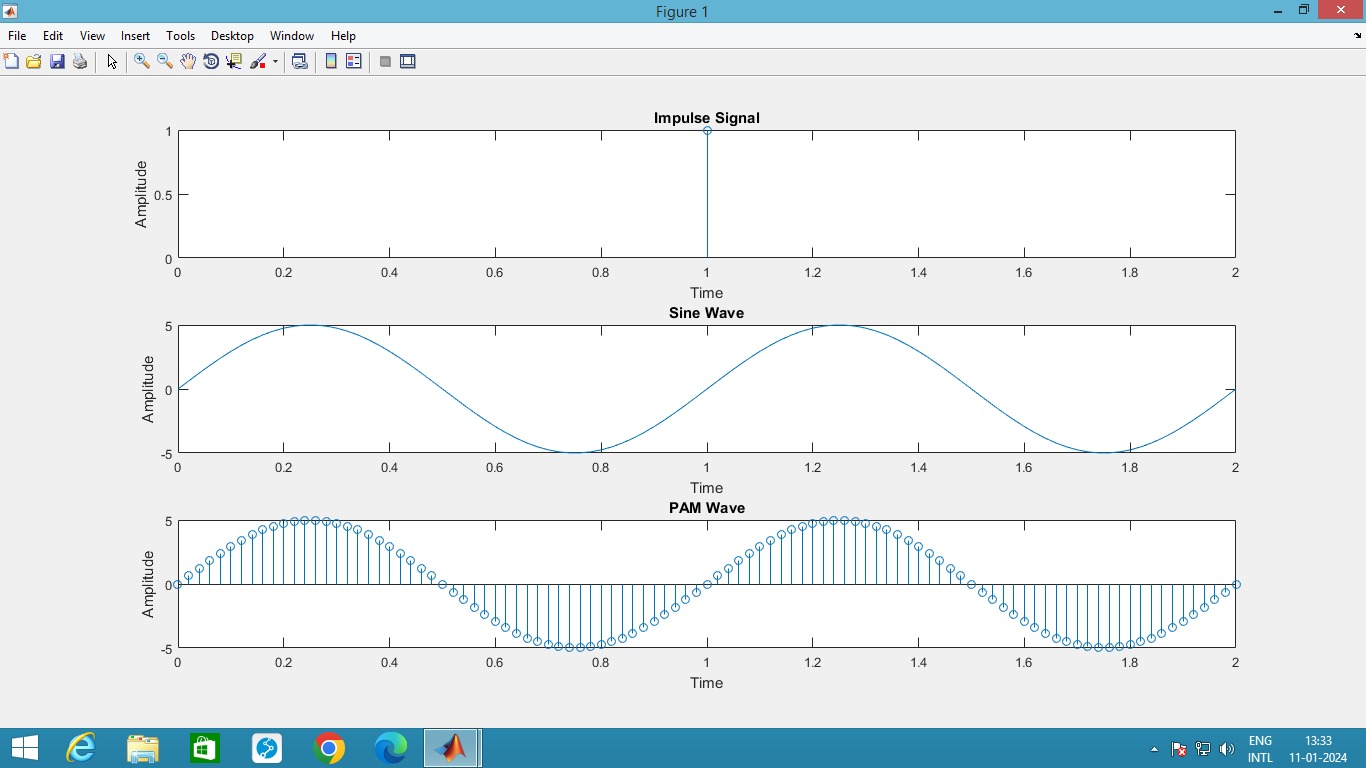 Figure 1
File Edit View Insert Tools Desktop Window Help
Impulse Signal
1
0.5
0
Amplitude
0 0.2 0.4 0.6 0.8 1 1.2 1.4 1.6 1.8 2
Time
Sine Wave
5
0
-5
Amplitude
0 0.2 0.4 0.6 0.8 1 1.2 1.4 1.6 1.8 2
Time
PAM Wave
5
0
-5
Amplitude
0 0.2 0.4 0.6 0.8 1 1.2 1.4 1.6 1.8 2
Time
ENG 13:33
INTL 11-01-2024